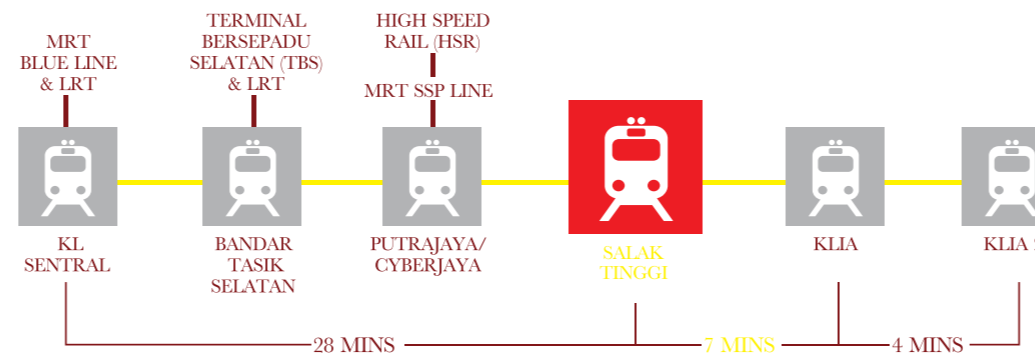 MRT
BLUE LINE
& LRT
TERMINAL
BERSEPADU
SELATAN (TBS)
& LRT
HIGH SPEED
RAIL (HSR)
MRT SSP LINE
KL
SENTRAL
BANDAR
TASIK
SELATAN
PUTRAJAYA/
CYBERJAYA
SALAK
TINGGI
KLIA
KLIA
28 MINS
7 MINS
4 MINS